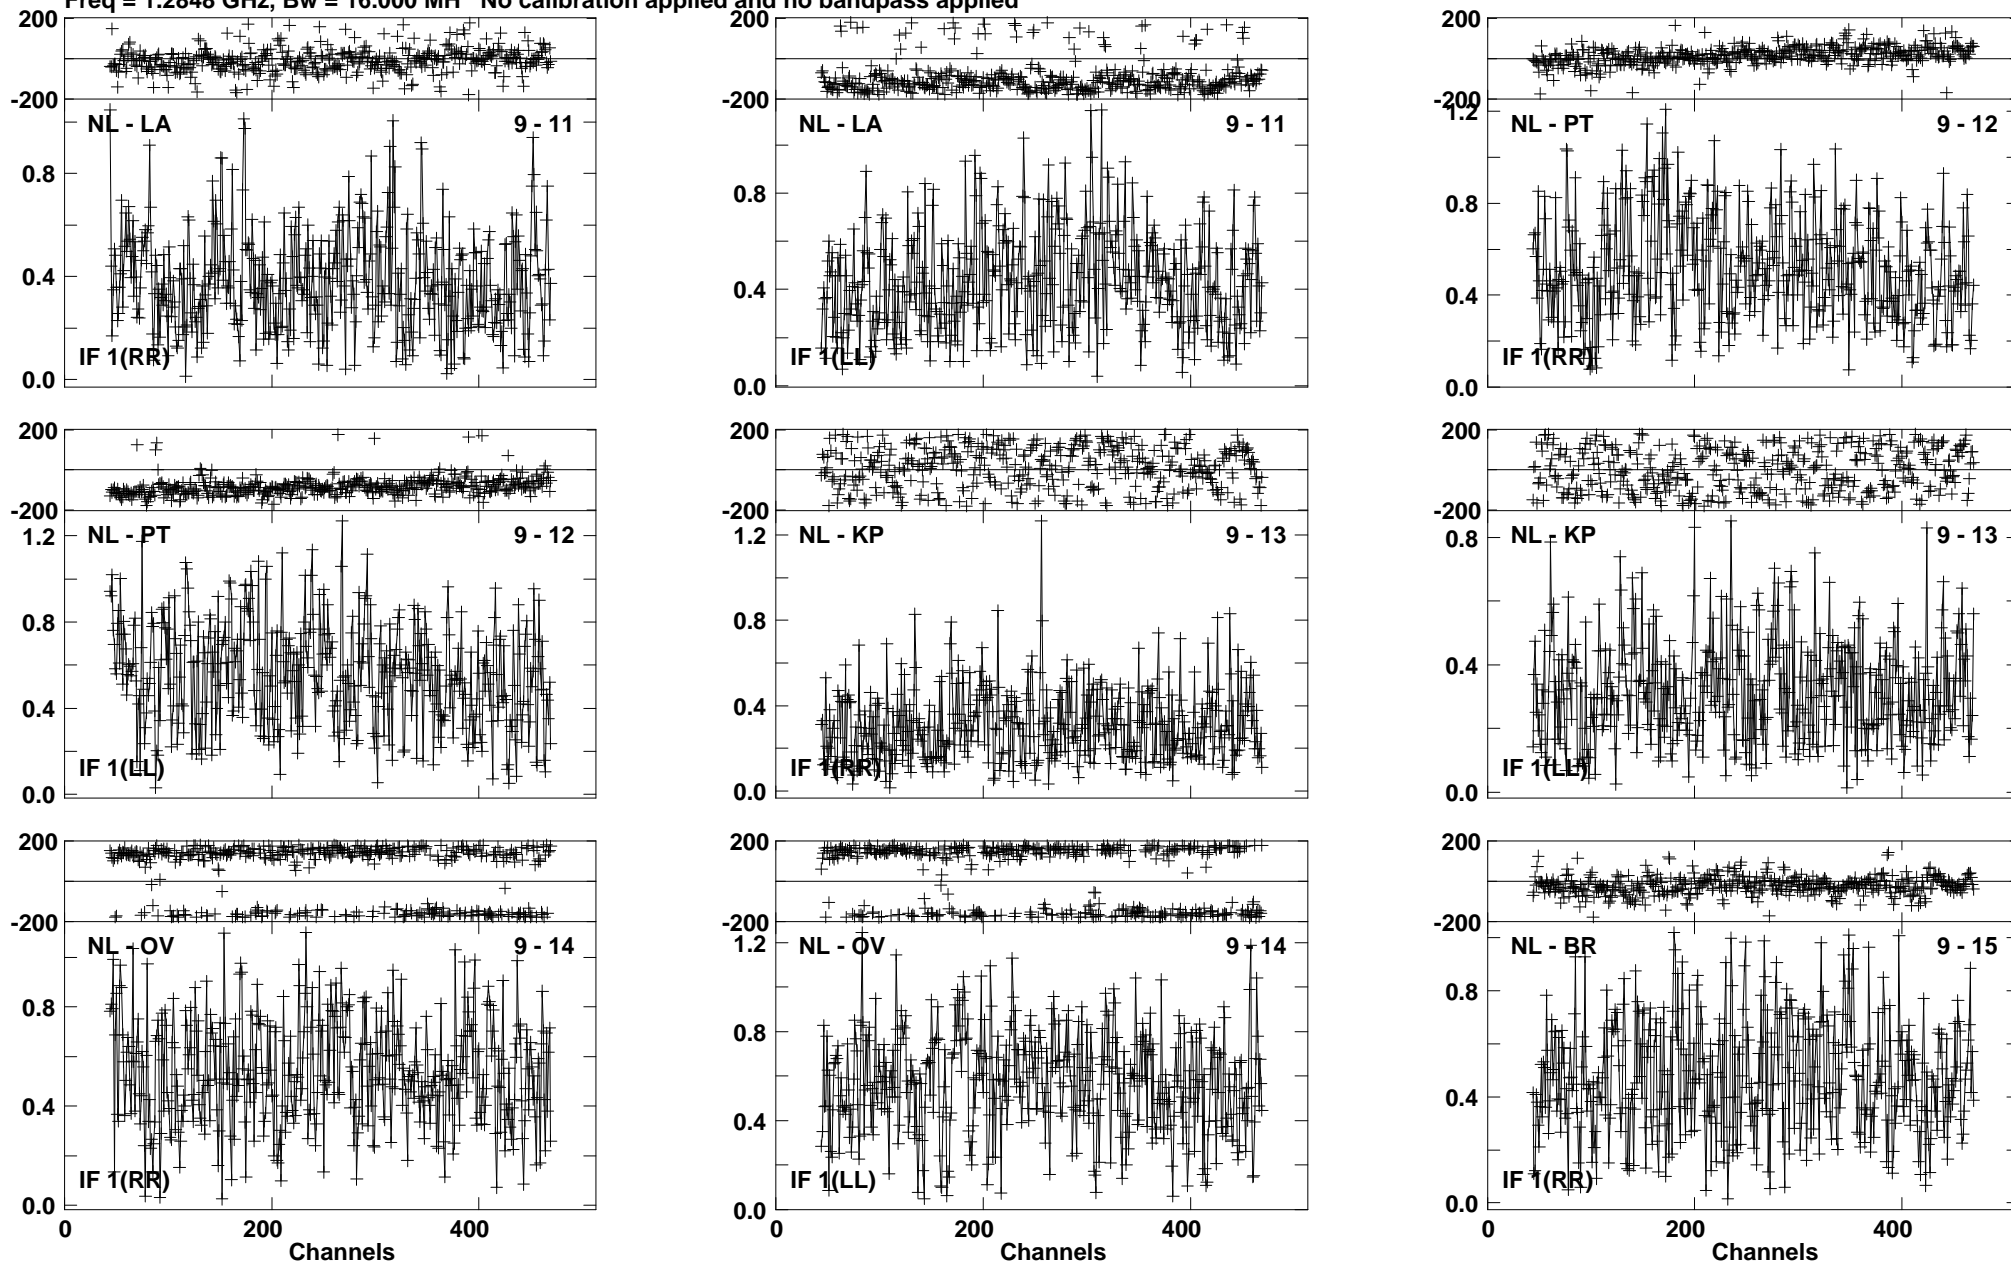 Freq = 1.2848 GHz, Bw = 16.000 MH No calibration applied and no bandpass applied
200
-200
NL - LA 9 - 11
0.8
0.4
IF 1(RR)
0.0
200
-200
NL - LA 9 - 11
0.8
0.4
IF 1(LL)
0.0
200
-200
1.2
NL - PT 9 - 12
0.8
0.4
IF 1(RR)
0.0
200
-200
NL - PT 9 - 12
1.2
0.8
0.4
IF 1(LL)
0.0
200
-200
NL - KP 9 - 13
1.2
0.8
0.4
IF 1(RR)
0.0
200
-200
NL - KP 9 - 13
0.8
0.4
IF 1(LL)
0.0
200
-200
NL - OV 9 - 14
0.8
0.4
IF 1(RR)
0.0
0 200 400
Channels
200
-200
NL - OV 9 - 14
1.2
0.8
0.4
IF 1(LL)
0.0
0 200 400
Channels
200
-200
NL - BR 9 - 15
0.8
0.4
IF 1(RR)
0.0
0 200 400
Channels